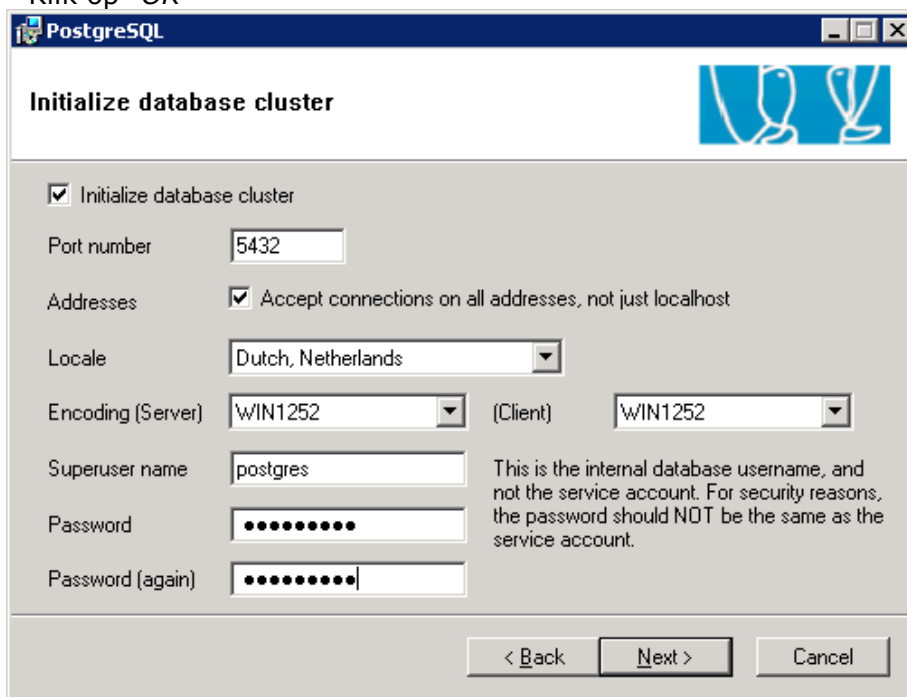 Klik op "OK"
PostgreSQL
Initialize database cluster
Initialize database cluster
Port number 5432
Addresses Accept connections on all addresses, not just localhost
Locale Dutch, Netherlands
Encoding (Server) WIN1252 (Client) WIN1252
Superuser name postgres
This is the internal database username, and
not the service account. For security reasons,
the password should NOT be the same as the
service account.
Password ●●●●●●●●●
Password (again) ●●●●●●●●●
< Back Next > Cancel